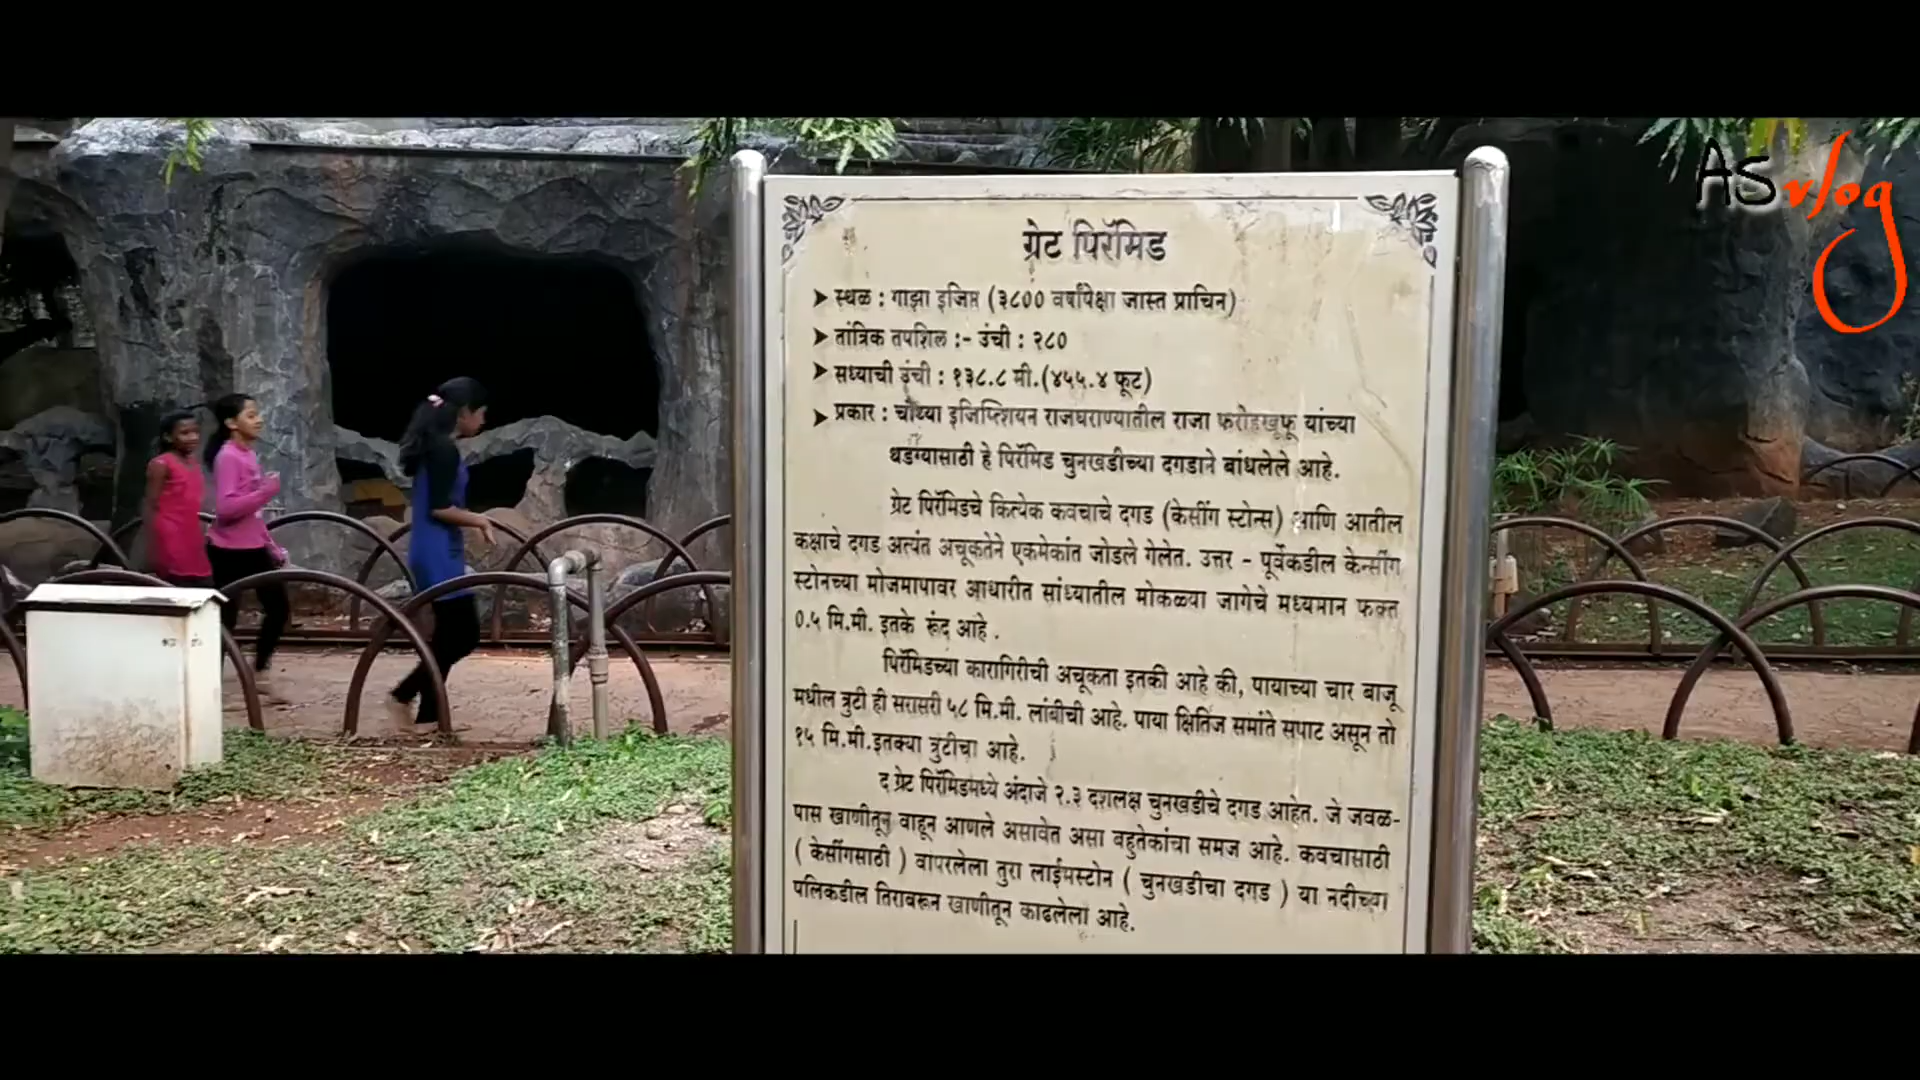 AS vlog
ग्रेट पिरॅमिड
➤ स्थळ : गाझा इजिप्त (३८०० वर्षांपेक्षा जास्त प्राचिन)
➤ तांत्रिक तपशिल :- उंची : २८०
➤ सध्याची उंची : १३८.८ मी.(४५५.४ फूट)
➤ प्रकार : चौथ्या इजिप्शियन राजघराण्यातील राजा फरोहखुफू यांच्या
थडग्यासाठी हे पिरॅमिड चुनखडीच्या दगडाने बांधलेले आहे.
ग्रेट पिरॅमिडचे कित्येक कवचाचे दगड (केसींग स्टोन्स) आणि आतील
कक्षाचे दगड अत्यंत अचूकतेने एकमेकांत जोडले गेलेत. उत्तर - पूर्वेकडील केन्सींग
स्टोनच्या मोजमापावर आधारीत सांध्यातील मोकळ्या जागेचे मध्यमान फक्त
०.५ मि.मी. इतके रूंद आहे .
पिरॅमिडच्या कारागिरीची अचूकता इतकी आहे की, पायाच्या चार बाजू
मधील त्रुटी ही सरासरी ५८ मि.मी. लांबीची आहे. पाया क्षितिज समांते सपाट असून तो
१५ मि.मी.इतक्या त्रुटीचा आहे.
द ग्रेट पिरॅमिडमध्ये अंदाजे २.३ दशलक्ष चुनखडीचे दगड आहेत. जे जवळ-
पास खाणीतून वाहून आणले असावेत असा बहुतेकांचा समज आहे. कवचासाठी
( केसींगसाठी ) वापरलेला तुरा लाईमस्टोन ( चुनखडीचा दगड ) या नदीच्या
पलिकडील तिरावरून खाणीतून काढलेला आहे.